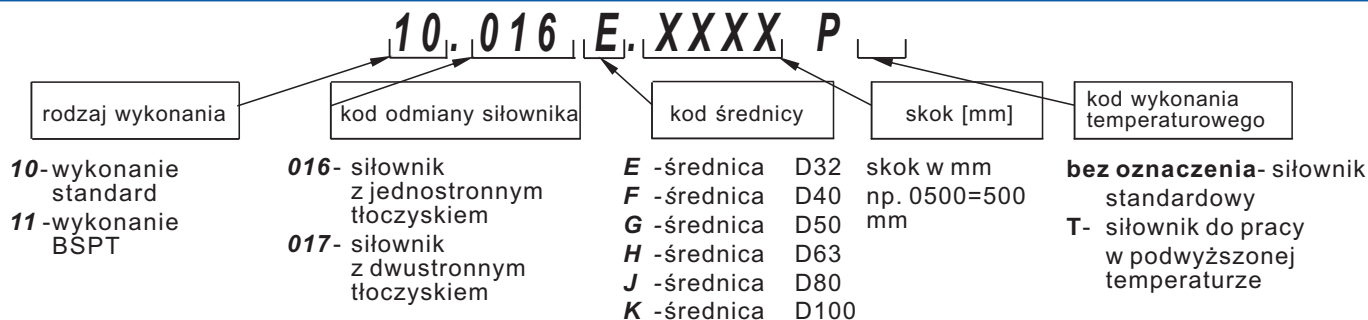 10.016 E. XXXX P
rodzaj wykonania
kod odmiany siłownika
kod średnicy
skok [mm]
kod wykonania
temperaturowego
10-wykonanie
standard
11-wykonanie
BSPT
016- siłownik
z jednostronnym
tłoczyskiem
017- siłownik
z dwustronnym
tłoczyskiem
E -średnica D32
F -średnica D40
G -średnica D50
H -średnica D63
J -średnica D80
K -średnica D100
skok w mm
np. 0500=500
mm
bez oznaczenia- siłownik
standardowy
T- siłownik do pracy
w podwyższonej
temperaturze